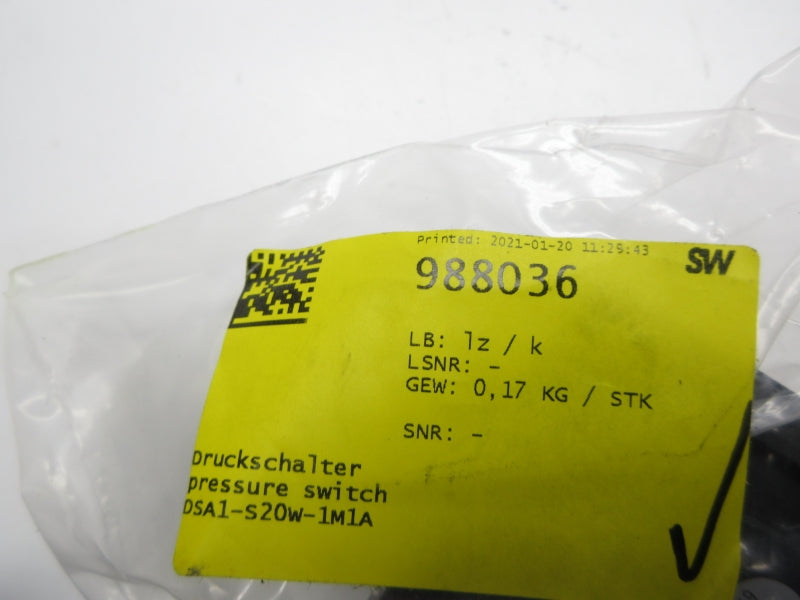 Printed: 2021-01-20 11:29:43
SW
988036
LB: lz / k
LSNR: -
GEW: 0,17 KG / STK
SNR: -
Druckschalter
pressure switch
DSA1-S20W-1M1A